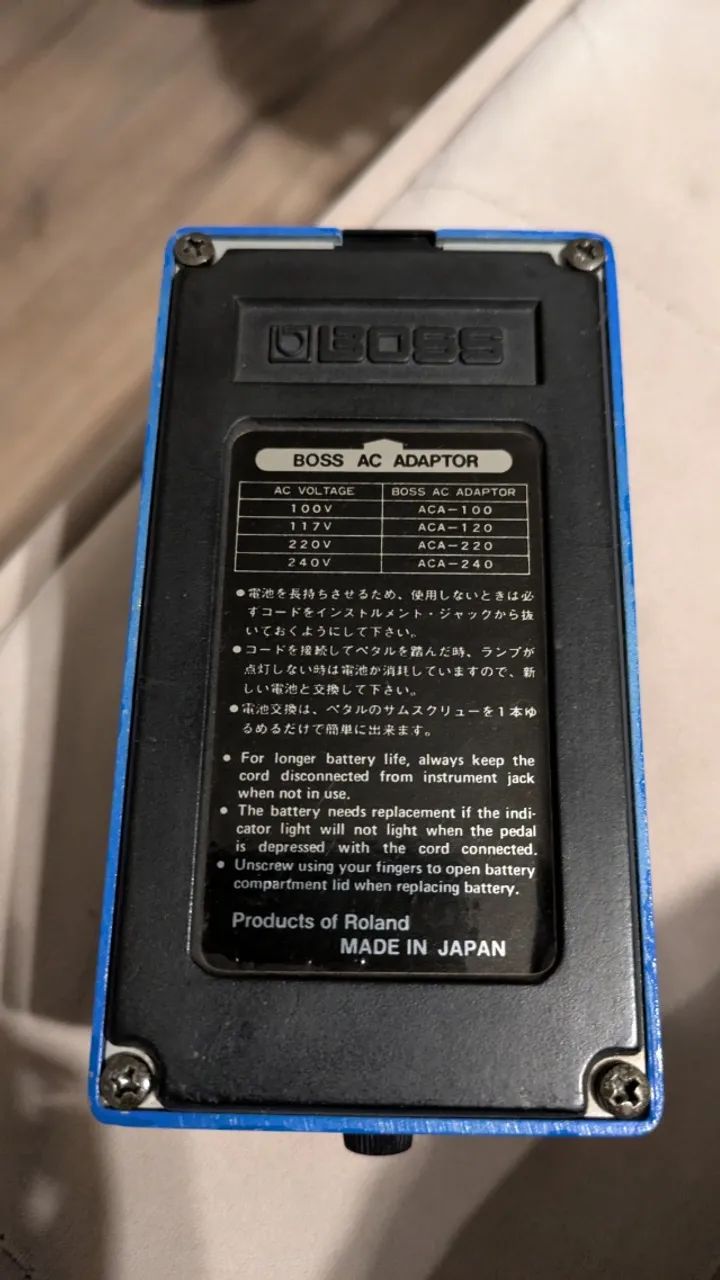 BOSS
BOSS AC ADAPTOR
AC VOLTAGE BOSS AC ADAPTOR
100V ACA-100
117V ACA-120
220V ACA-220
240V ACA-240
●電池を長持ちさせるため、使用しないときは必
ずコードをインストルメント・ジャックから抜
いておくようにして下さい。
●コードを接続してペダルを踏んだ時、ランプが
点灯しない時は電池が消耗していますので、新
しい電池と交換して下さい。
●電池交換は、ペダルのサムスクリューを1本ゆ
るめるだけで簡単に出来ます。
● For longer battery life, always keep the
cord disconnected from instrument jack
when not in use.
● The battery needs replacement if the indi-
cator light will not light when the pedal
is depressed with the cord connected.
● Unscrew using your fingers to open battery
compartment lid when replacing battery.
Products of Roland
MADE IN JAPAN